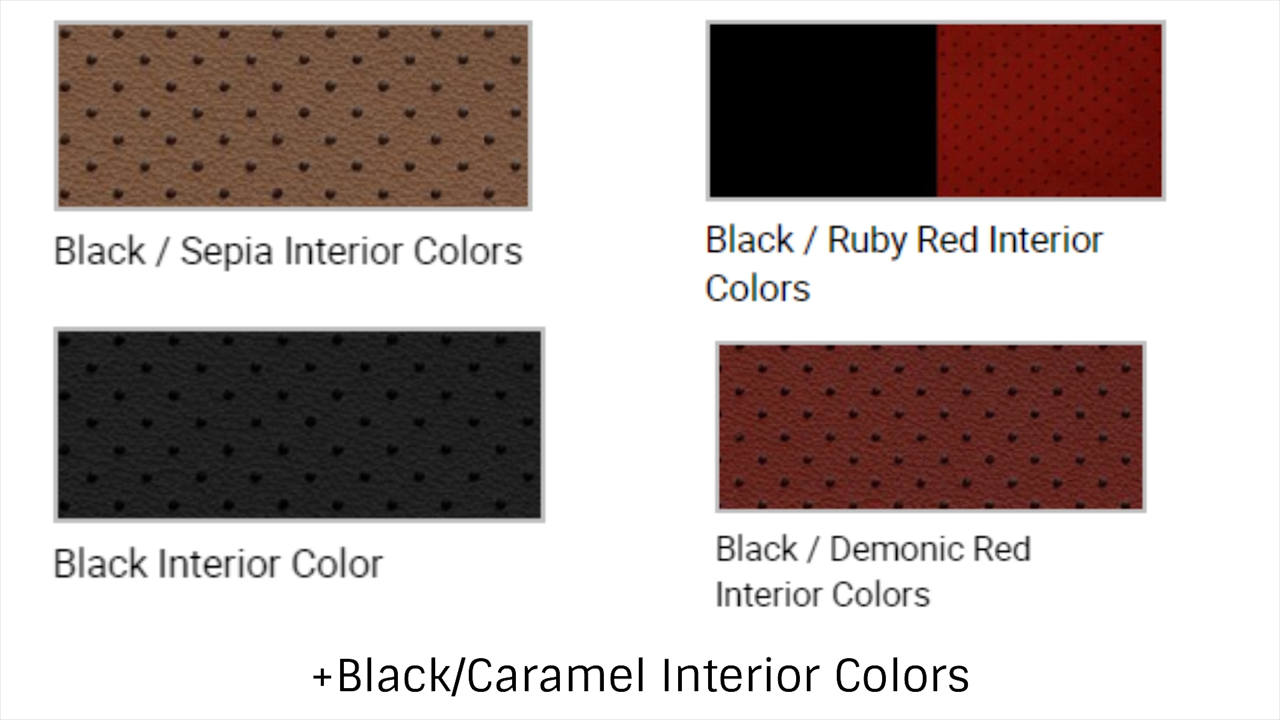 Black / Sepia Interior Colors
Black / Ruby Red Interior
Colors
Black Interior Color
Black / Demonic Red
Interior Colors
+Black/Caramel Interior Colors